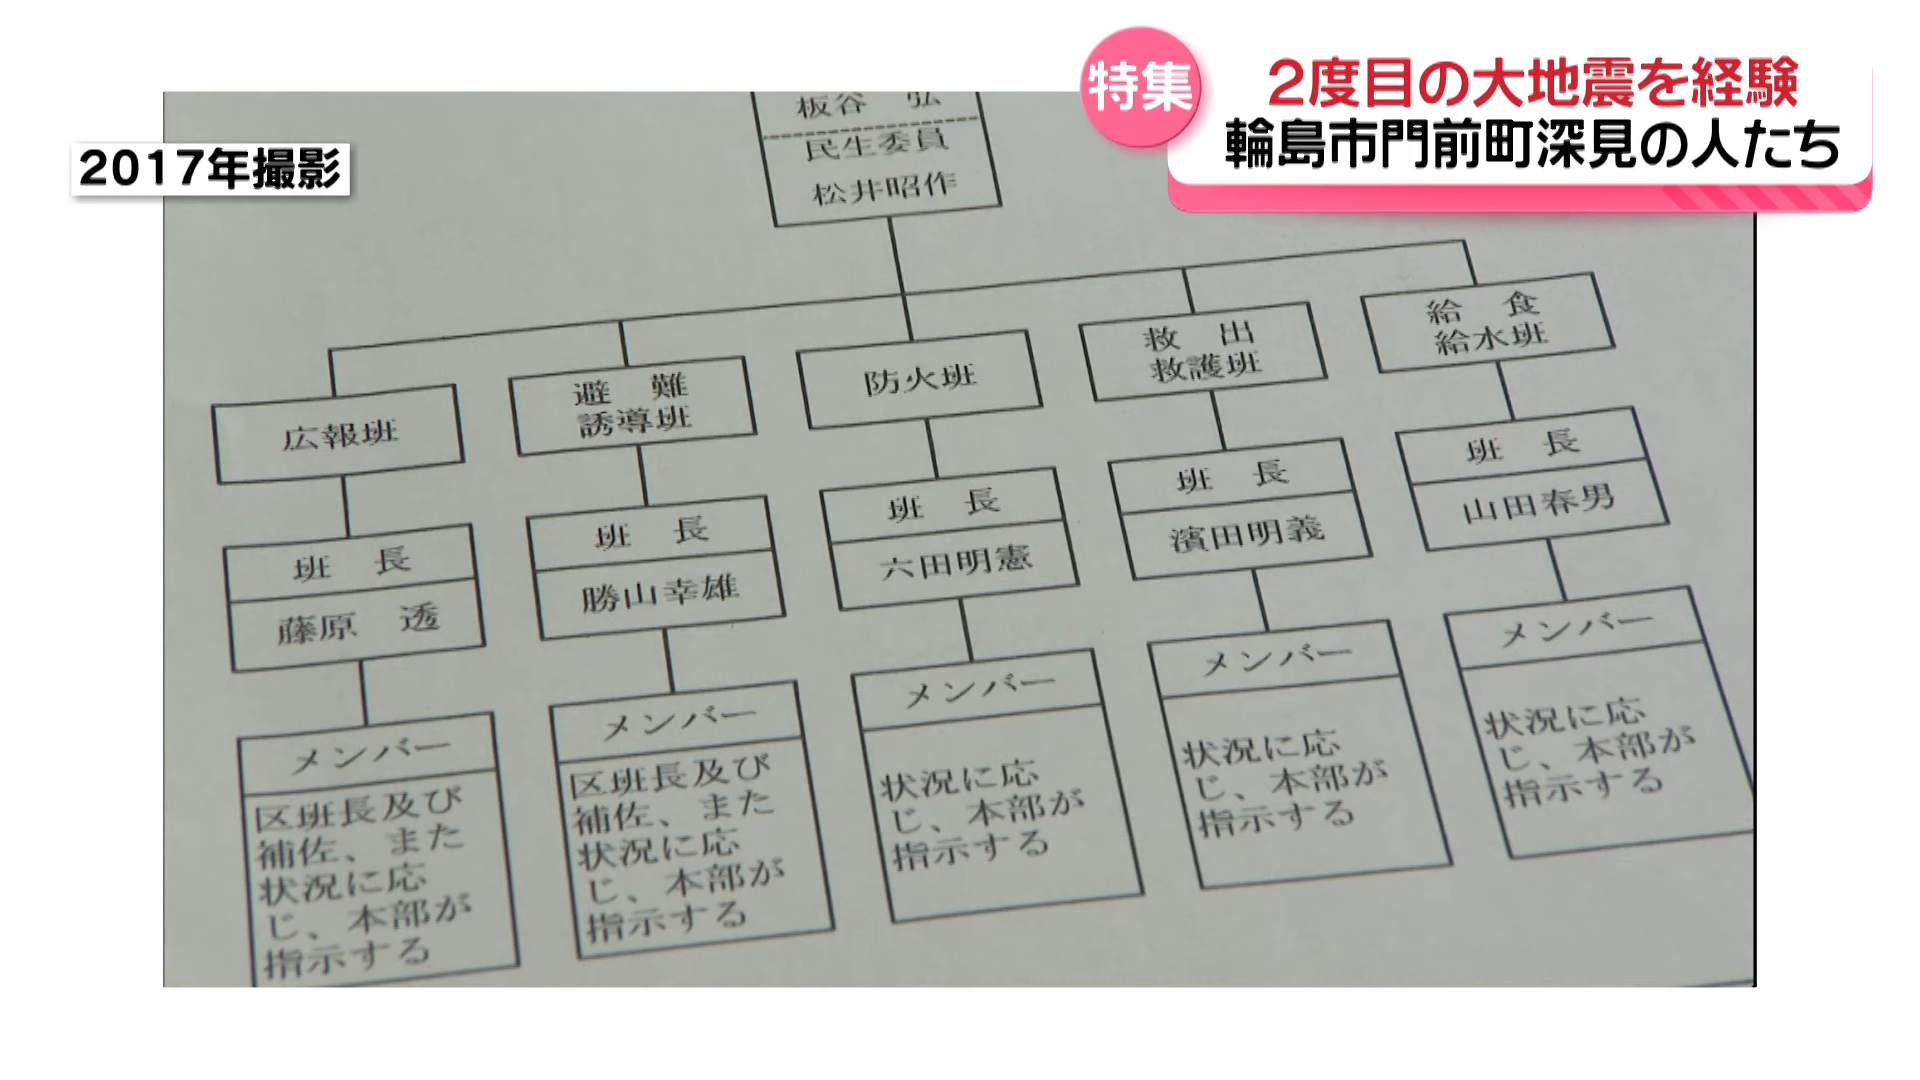 特集
2度目の大地震を経験
輪島市門前町深見の人たち
2017年撮影
板谷　弘
民生委員
松井昭作
広報班
班　長
藤原　透
メンバー
区班長及び
補佐、また
状況に応
じ、本部が
指示する
避　難
誘導班
班　長
勝山幸雄
メンバー
区班長及び
補佐、また
状況に応
じ、本部が
指示する
防火班
班　長
六田明憲
メンバー
状況に応
じ、本部が
指示する
救　出
救護班
班　長
濱田明義
メンバー
状況に応
じ、本部が
指示する
給　食
給水班
班　長
山田春男
メンバー
状況に応
じ、本部が
指示する